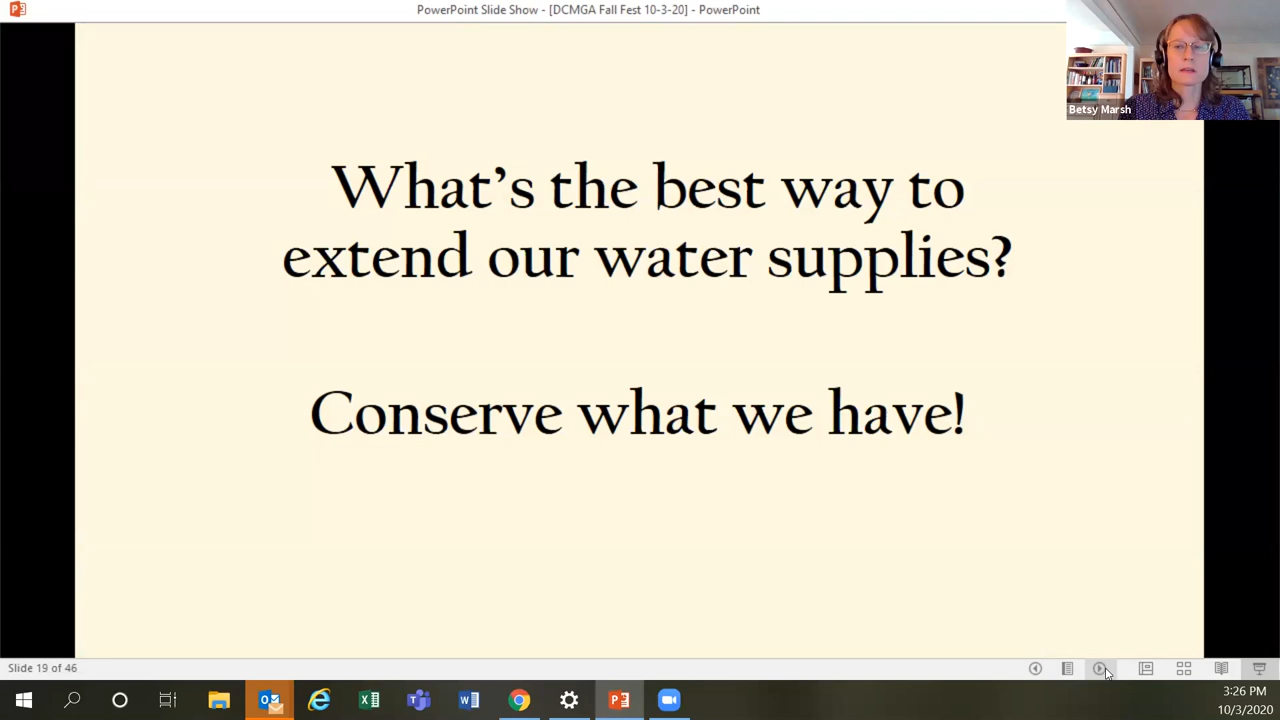 PowerPoint Slide Show - [DCMGA Fall Fest 10-3-20] - PowerPoint
Betsy Marsh
What's the best way to
extend our water supplies?
Conserve what we have!
Slide 19 of 46
3:26 PM
10/3/2020